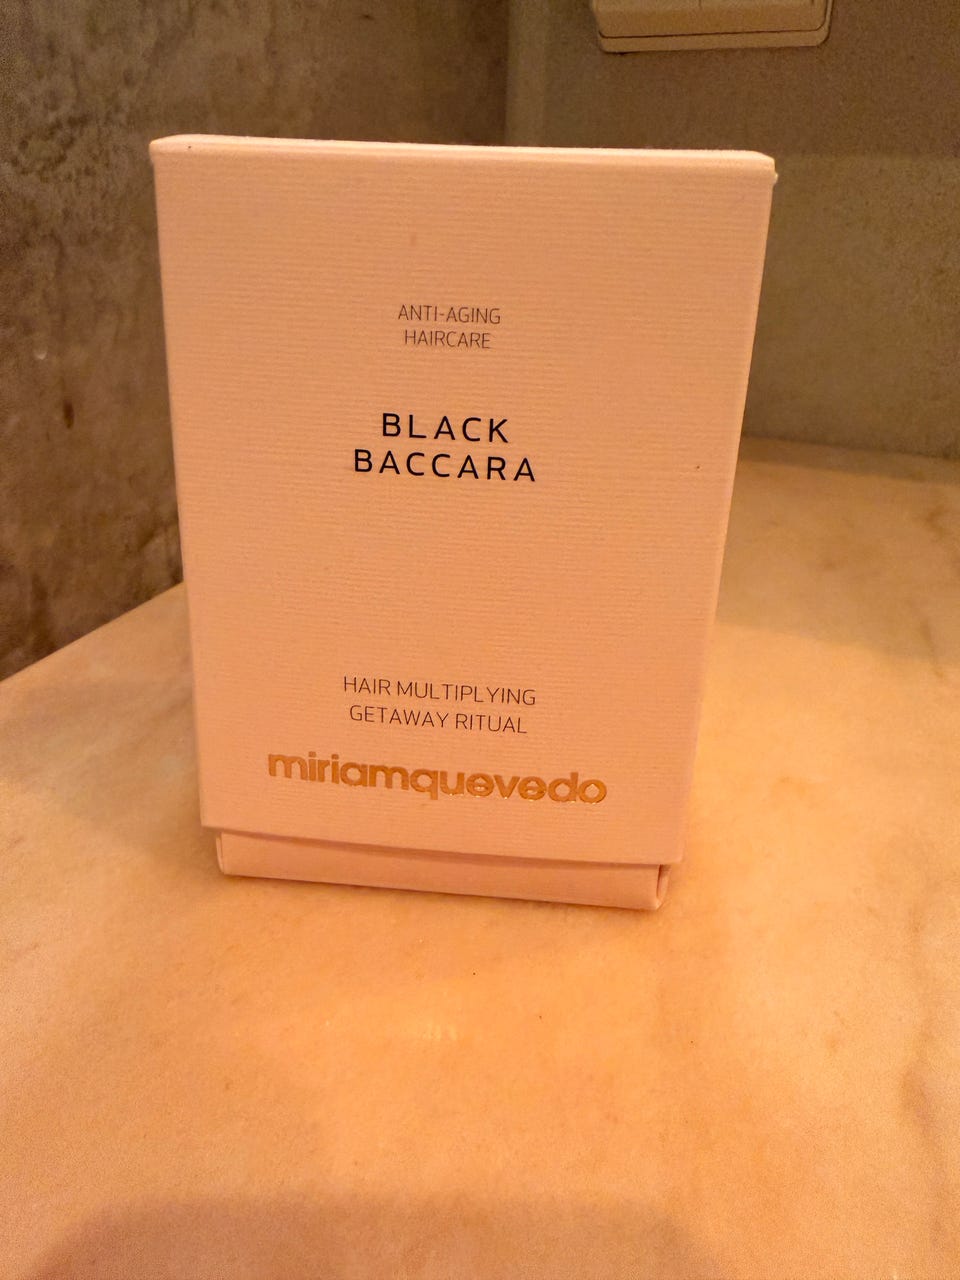 ANTI-AGING
HAIRCARE
BLACK
BACCARA
HAIR MULTIPLYING
GETAWAY RITUAL
miriamquevedo